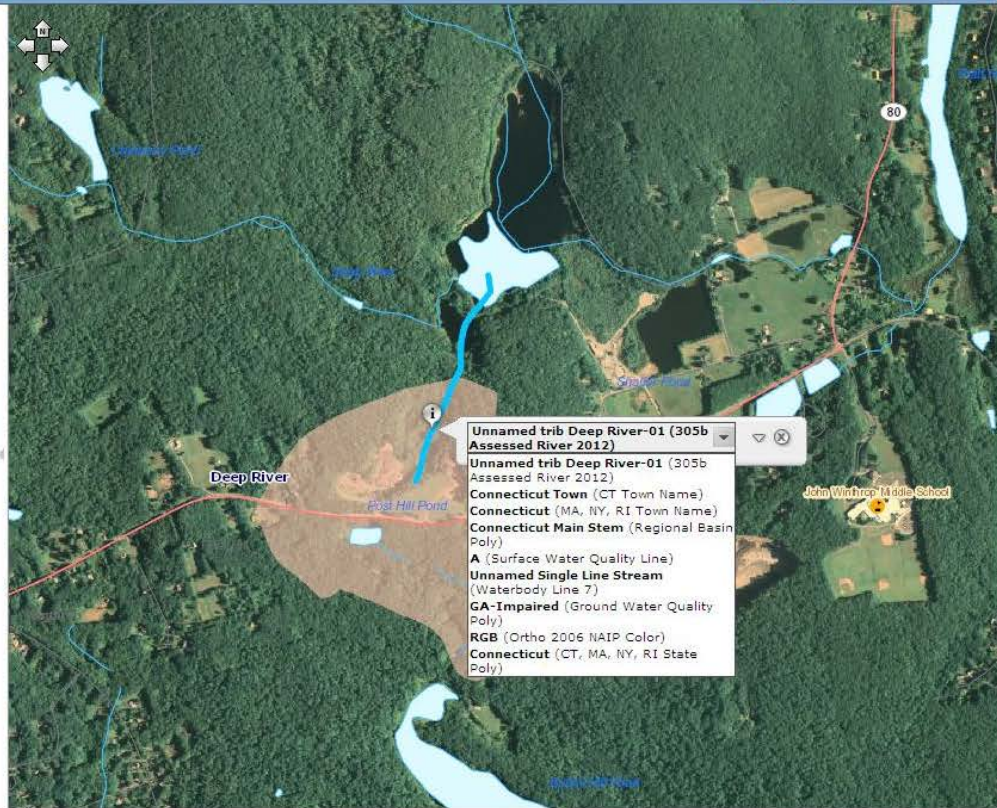 N
80
Unnamed trib Deep River-01 (305b
Assessed River 2012)
Unnamed trib Deep River-01 (305b
Assessed River 2012)
Connecticut Town (CT Town Name)
Connecticut (MA, NY, RI Town Name)
Connecticut Main Stem (Regional Basin
Poly)
A (Surface Water Quality Line)
Unnamed Single Line Stream
(Waterbody Line 7)
GA-Impaired (Ground Water Quality
Poly)
RGB (Ortho 2006 NAIP Color)
Connecticut (CT, MA, NY, RI State
Poly)
i
Deep River
Post Hill Pond
John Winthrop Middle School
Pond